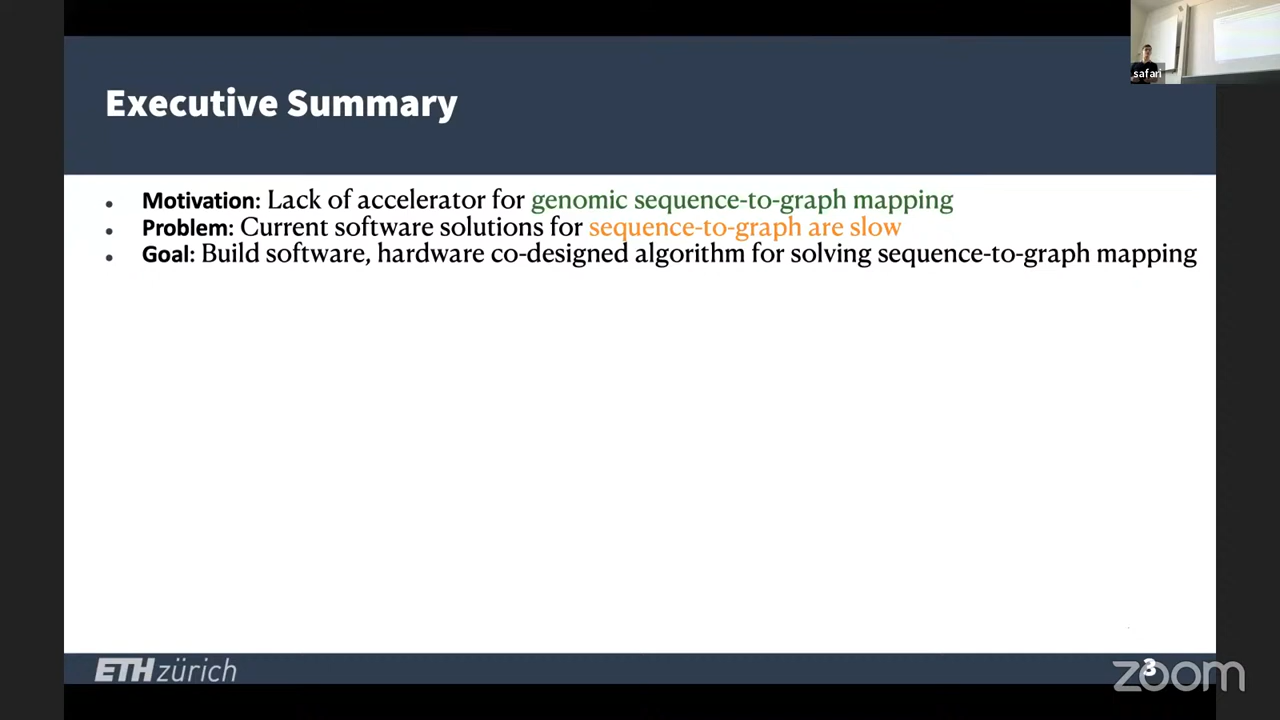 safari
Executive Summary
• Motivation: Lack of accelerator for genomic sequence-to-graph mapping
• Problem: Current software solutions for sequence-to-graph are slow
• Goal: Build software, hardware co-designed algorithm for solving sequence-to-graph mapping
ETH zürich
3
zoom